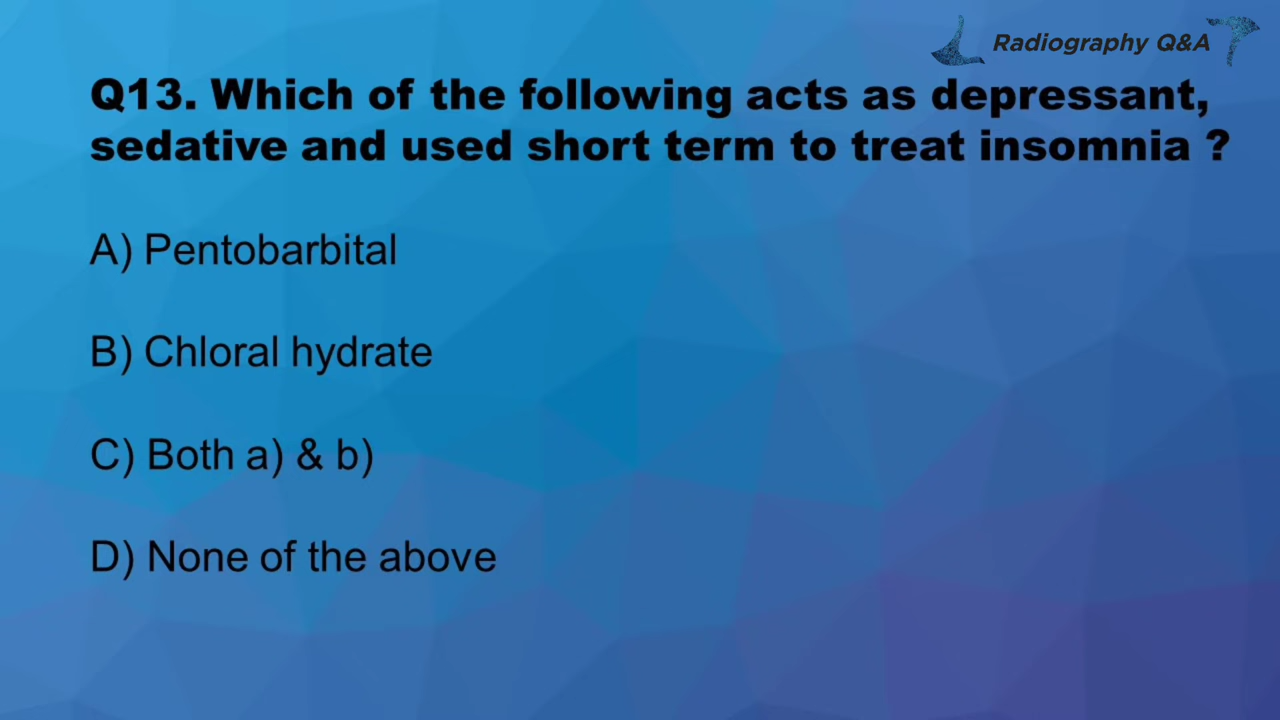 Radiography Q&A
Q13. Which of the following acts as depressant,
sedative and used short term to treat insomnia ?
A) Pentobarbital
B) Chloral hydrate
C) Both a) & b)
D) None of the above